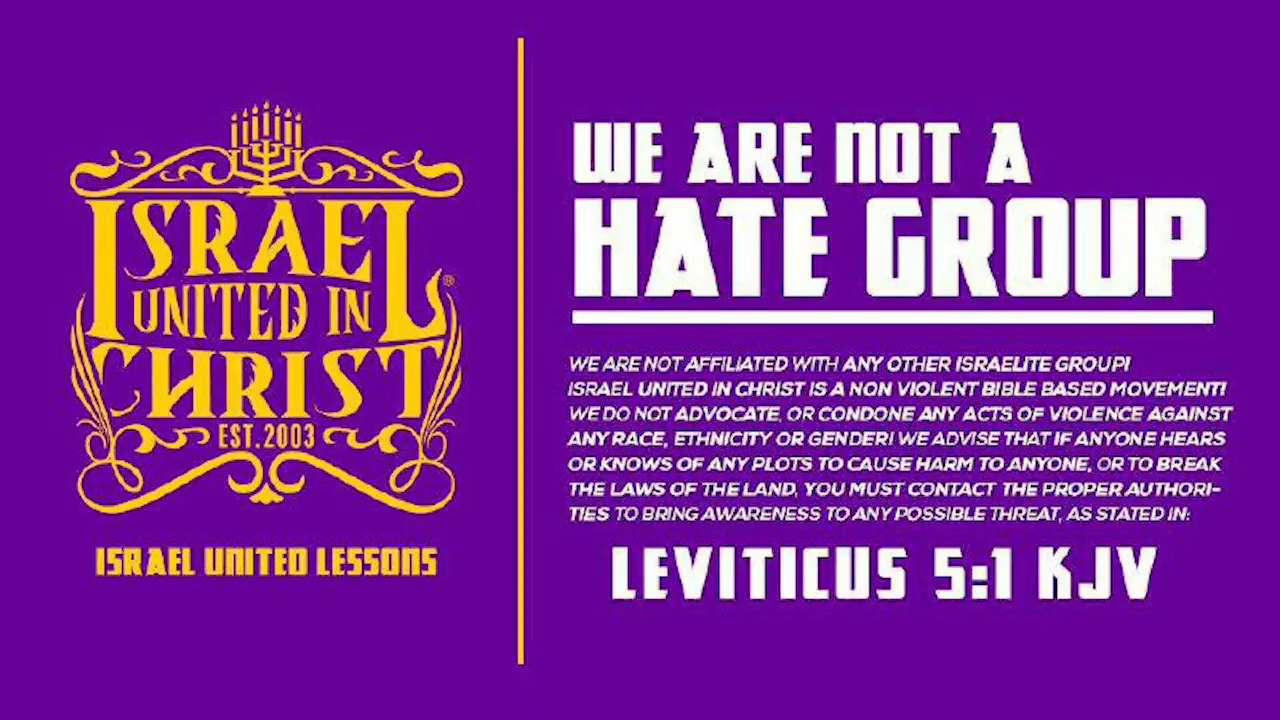 ISRAEL
UNITED IN
CHRIST
EST. 2003
ISRAEL UNITED LESSONS
WE ARE NOT A
HATE GROUP
WE ARE NOT AFFILIATED WITH ANY OTHER ISRAELITE GROUP!
ISRAEL UNITED IN CHRIST IS A NON VIOLENT BIBLE BASED MOVEMENT!
WE DO NOT ADVOCATE, OR CONDONE ANY ACTS OF VIOLENCE AGAINST
ANY RACE, ETHNICITY OR GENDER! WE ADVISE THAT IF ANYONE HEARS
OR KNOWS OF ANY PLOTS TO CAUSE HARM TO ANYONE, OR TO BREAK
THE LAWS OF THE LAND, YOU MUST CONTACT THE PROPER AUTHORI-
TIES TO BRING AWARENESS TO ANY POSSIBLE THREAT, AS STATED IN:
LEVITICUS 5:1 KJV